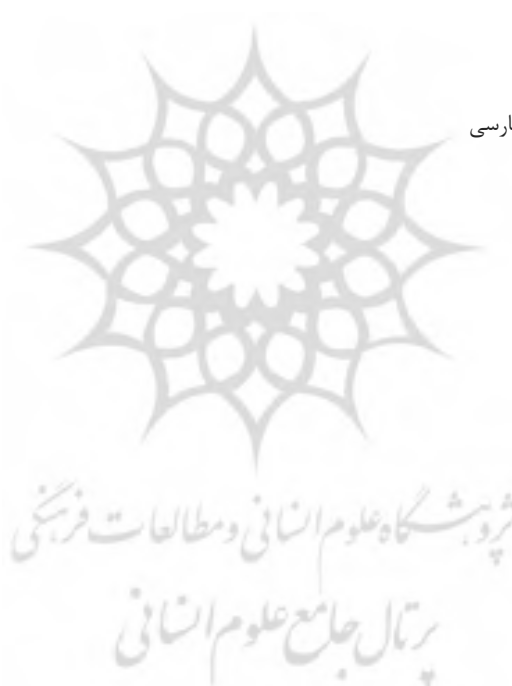 ارسی
پژوهشگاه علوم انسانی و مطالعات فرهنگی
پرتال جامع علوم انسانی